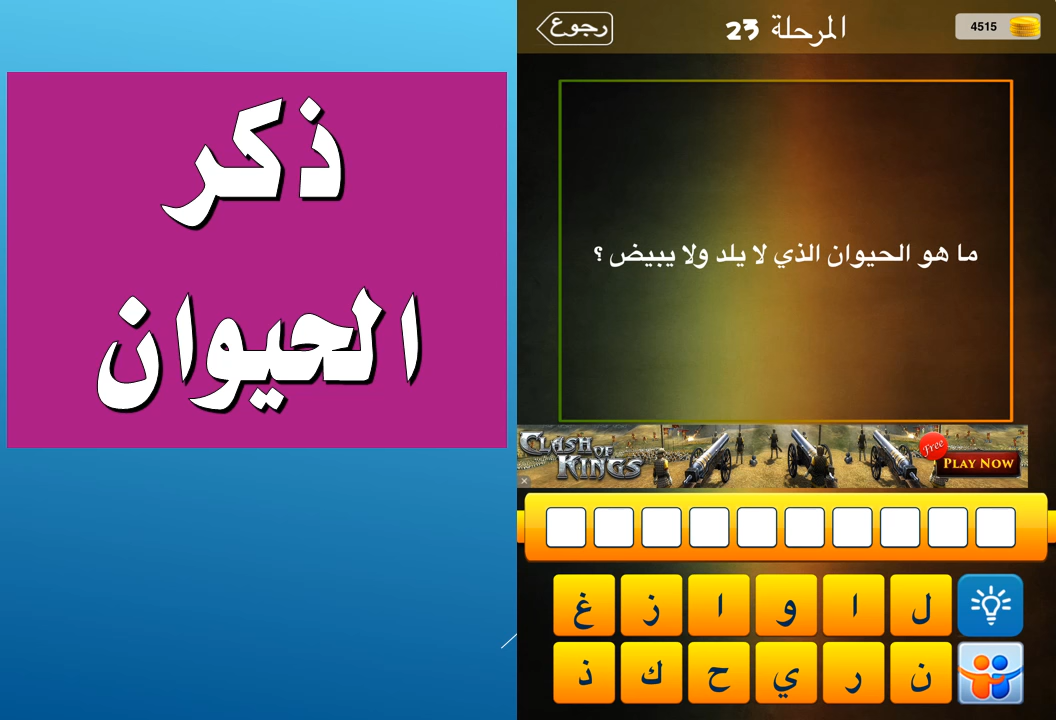 ذكر
الحيوان
رجوع
المرحلة 23
4515
ما هو الحيوان الذي لا يلد ولا يبيض ؟
CLASH OF KINGS
Free
PLAY NOW
ل ا و ا ز غ
ن ر ي ح ك ذ